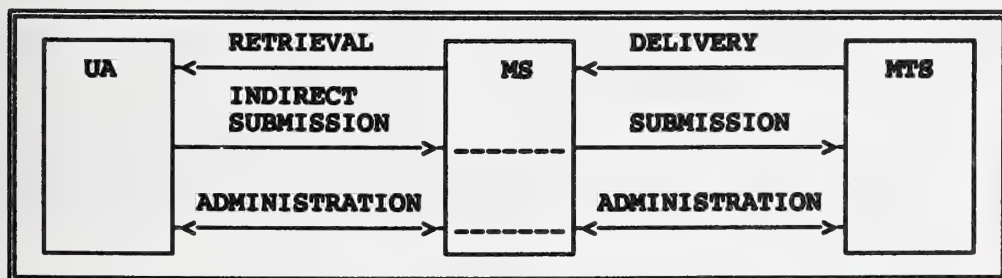 RETRIEVAL DELIVERY
UA MS MTS
INDIRECT
SUBMISSION SUBMISSION
ADMINISTRATION ADMINISTRATION